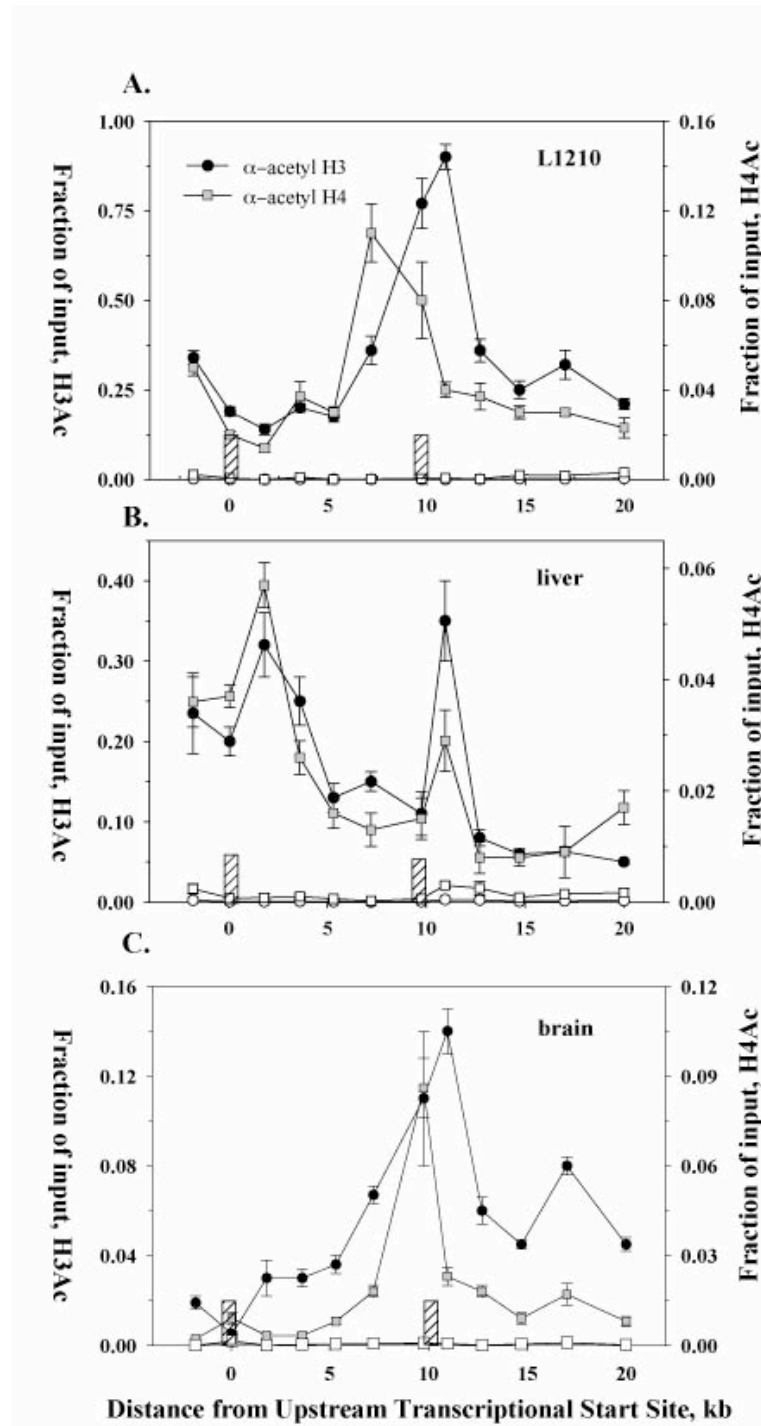 A.
1.00
0.75
0.50
0.25
0.00
Fraction of input, H3Ac
α-acetyl H3
α-acetyl H4
L1210
0.16
0.12
0.08
0.04
0.00
Fraction of input, H4Ac
0 5 10 15 20
B.
0.40
0.30
0.20
0.10
0.00
Fraction of input, H3Ac
liver
0.06
0.04
0.02
0.00
Fraction of input, H4Ac
0 5 10 15 20
C.
0.16
0.12
0.08
0.04
0.00
Fraction of input, H3Ac
brain
0.12
0.09
0.06
0.03
0.00
Fraction of input, H4Ac
0 5 10 15 20
Distance from Upstream Transcriptional Start Site, kb